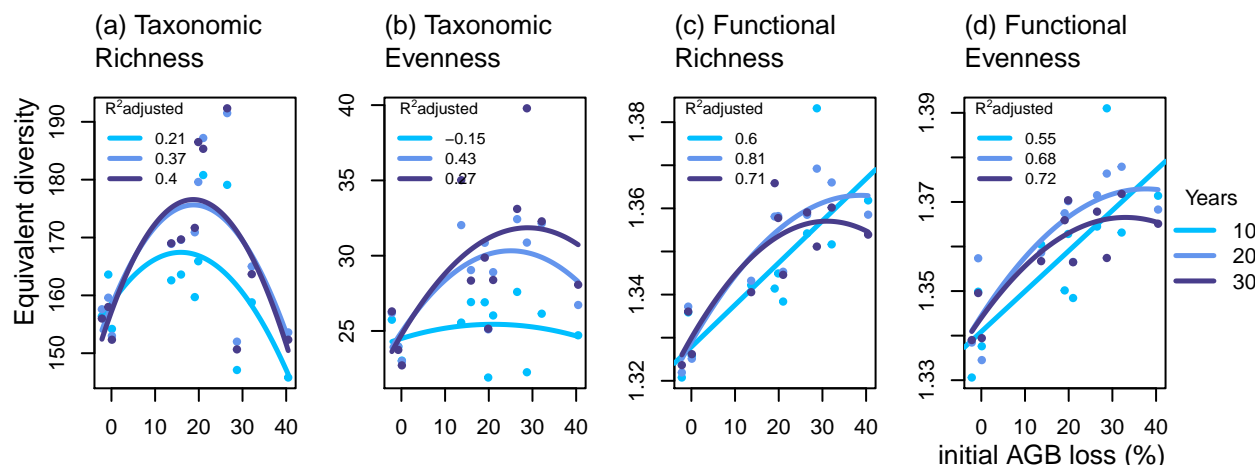 (a) Taxonomic
Richness
(b) Taxonomic
Evenness
(c) Functional
Richness
(d) Functional
Evenness
Equivalent diversity
150 160 170 180 190
R²adjusted
0.21
0.37
0.4
0 10 20 30 40
25 30 35 40
R²adjusted
−0.15
0.43
0.27
0 10 20 30 40
1.32 1.34 1.36 1.38
R²adjusted
0.6
0.81
0.71
0 10 20 30 40
1.33 1.35 1.37 1.39
R²adjusted
0.55
0.68
0.72
0 10 20 30 40
Years
10
20
30
initial AGB loss (%)